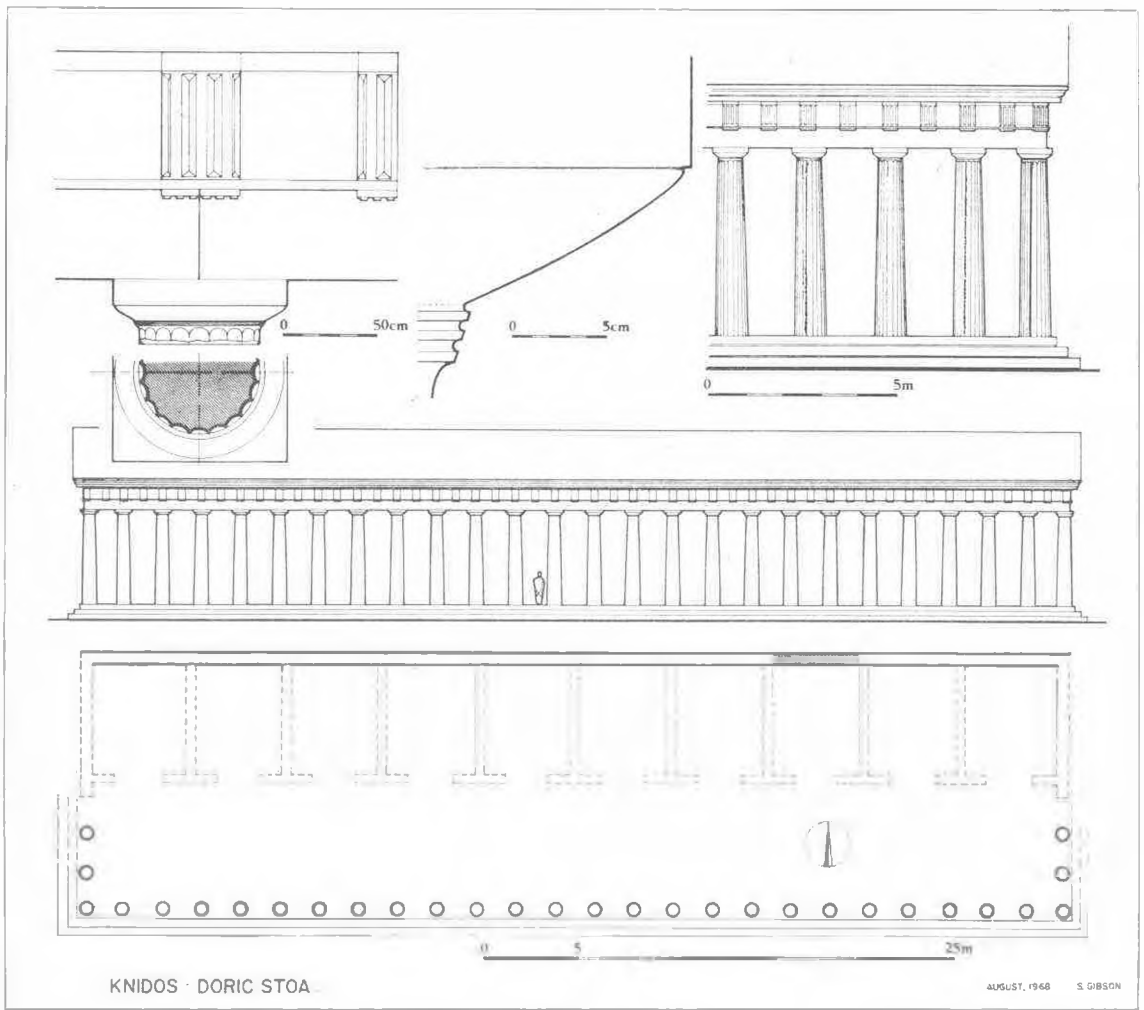 0 50cm
0 5cm
0 5m
0 5 25m
KNIDOS · DORIC STOA
AUGUST, 1968 S. GIBSON